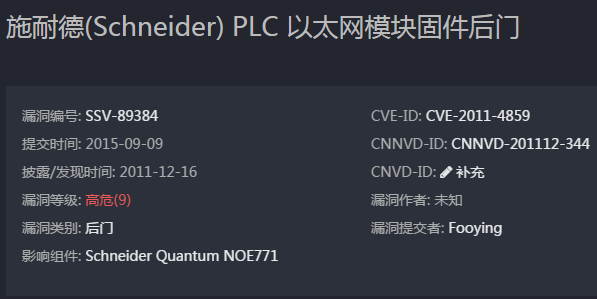 施耐德(Schneider) PLC 以太网模块固件后门
漏洞编号: SSV-89384
CVE-ID: CVE-2011-4859
提交时间: 2015-09-09
CNNVD-ID: CNNVD-201112-344
披露/发现时间: 2011-12-16
CNVD-ID: 补充
漏洞等级: 高危(9)
漏洞作者: 未知
漏洞类别: 后门
漏洞提交者: Fooying
影响组件: Schneider Quantum NOE771